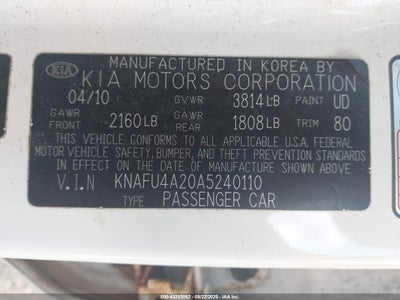 MANUFACTURED IN KOREA BY
KIA KIA MOTORS CORPORATION
04/10 GVWR 3814LB PAINT UD
GAWR FRONT 2160LB GAWR REAR 1808LB TRIM 80
THIS VEHICLE CONFORMS TO ALL APPLICABLE U.S.A. FEDERAL
MOTOR VEHICLE SAFETY, BUMPER, AND THEFT PREVENTION
STANDARDS IN EFFECT ON THE DATE OF MANUFACTURE SHOWN ABOVE
V.I.N KNAFU4A20A5240110
TYPE PASSENGER CAR